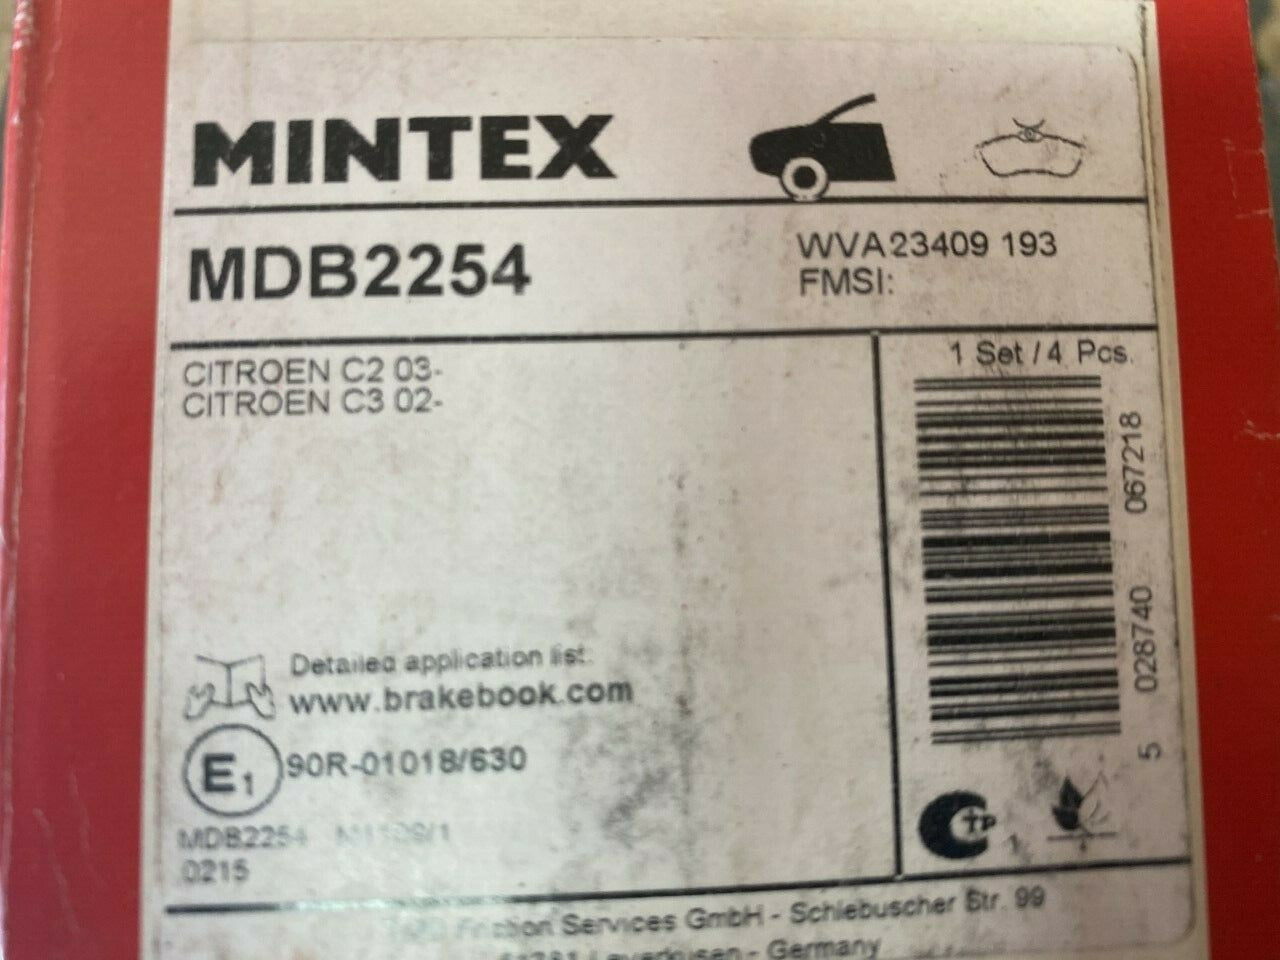 MINTEX
MDB2254
WVA23409 193
FMSI:
CITROEN C2 03-
CITROEN C3 02-
1 Set / 4 Pcs.
5 028740 067218
Detailed application list:
www.brakebook.com
E1 90R-01018/630
MDB2254
0215
Friction Services GmbH - Schlebuscher Str. 99
Leverkusen - Germany